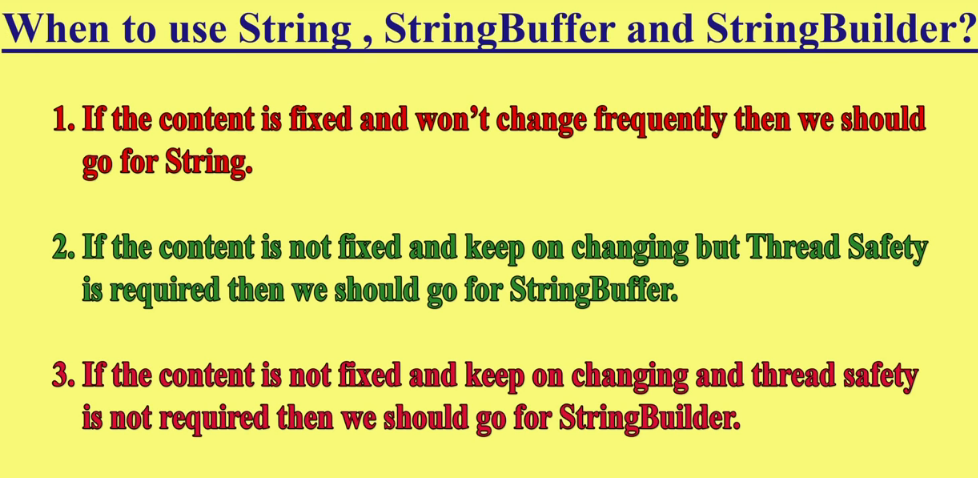 When to use String , StringBuffer and StringBuilder?
1. If the content is fixed and won’t change frequently then we should
go for String.
2. If the content is not fixed and keep on changing but Thread Safety
is required then we should go for StringBuffer.
3. If the content is not fixed and keep on changing and thread safety
is not required then we should go for StringBuilder.